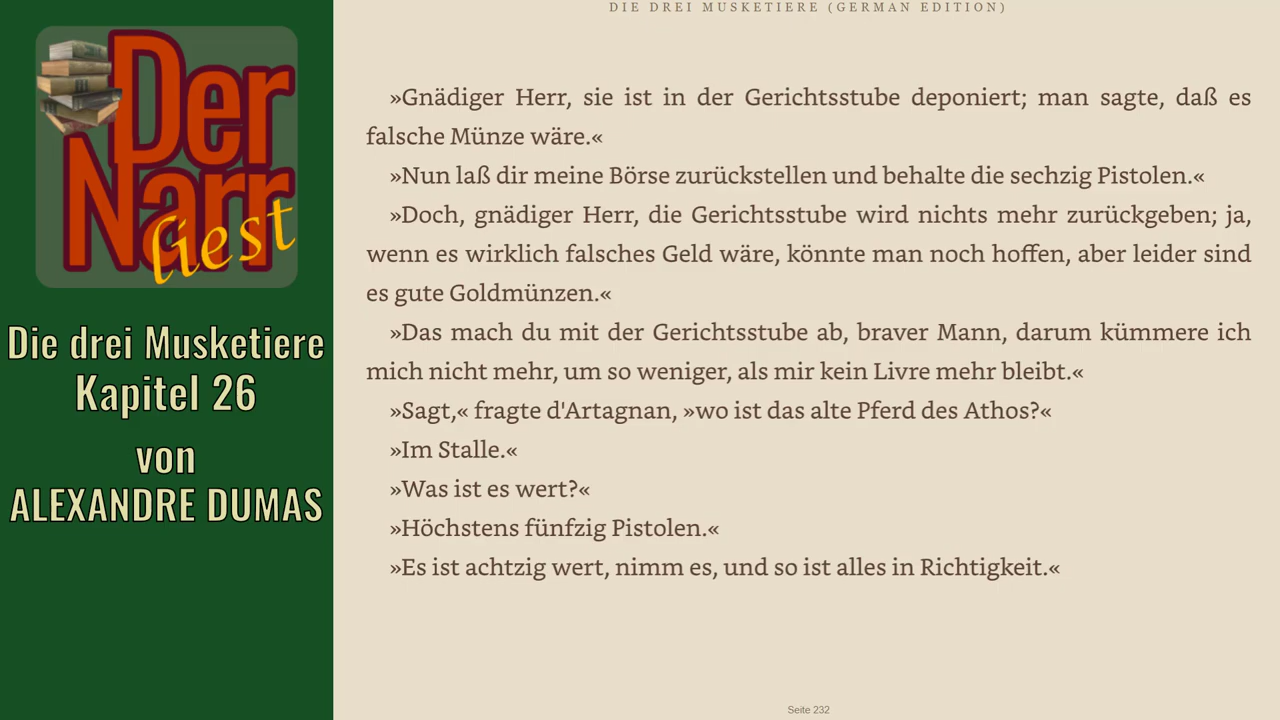 Der
Narr
liest
Die drei Musketiere
Kapitel 26
von
ALEXANDRE DUMAS
DIE DREI MUSKETIERE (GERMAN EDITION)
»Gnädiger Herr, sie ist in der Gerichtsstube deponiert; man sagte, daß es
falsche Münze wäre.«
»Nun laß dir meine Börse zurückstellen und behalte die sechzig Pistolen.«
»Doch, gnädiger Herr, die Gerichtsstube wird nichts mehr zurückgeben; ja,
wenn es wirklich falsches Geld wäre, könnte man noch hoffen, aber leider sind
es gute Goldmünzen.«
»Das mach du mit der Gerichtsstube ab, braver Mann, darum kümmere ich
mich nicht mehr, um so weniger, als mir kein Livre mehr bleibt.«
»Sagt,« fragte d'Artagnan, »wo ist das alte Pferd des Athos?«
»Im Stalle.«
»Was ist es wert?«
»Höchstens fünfzig Pistolen.«
»Es ist achtzig wert, nimm es, und so ist alles in Richtigkeit.«
Seite 232